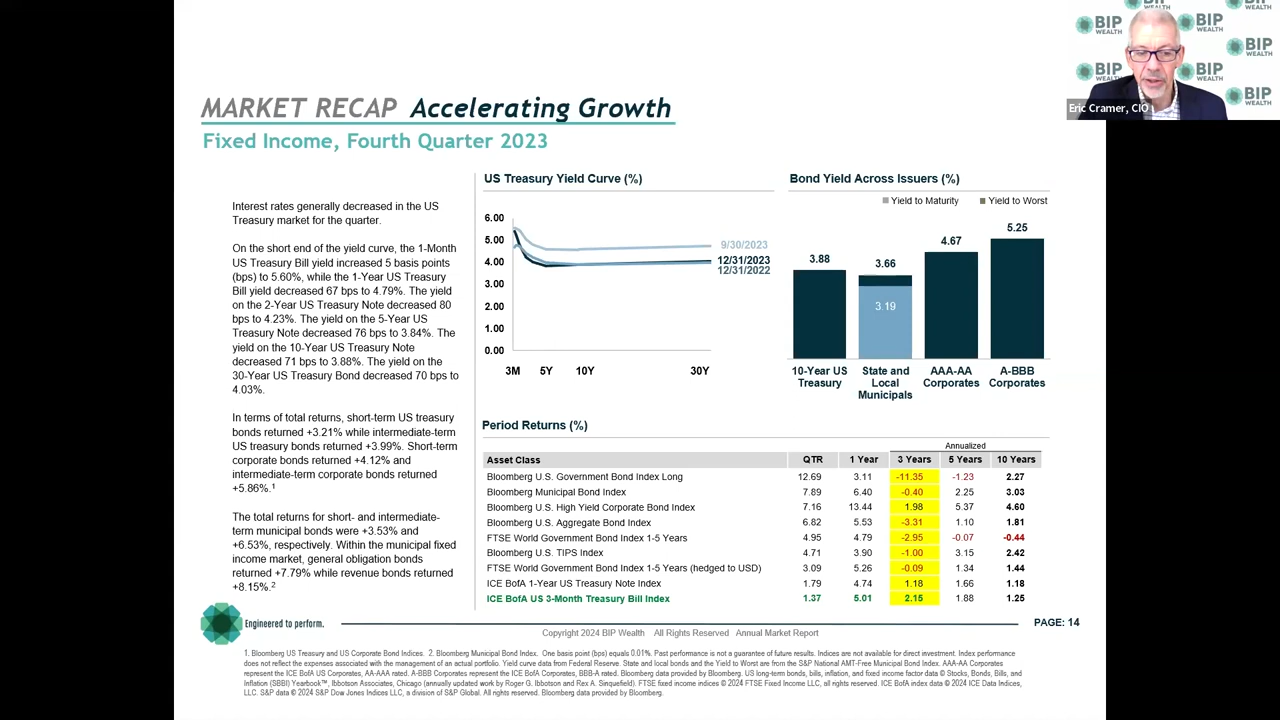 BIP
WEALTH
BIP
WEALTH
BIP
WEALTH
BIP
WEALTH
BIP
WEALTH
BIP
WEALTH
Eric Cramer, CIO
MARKET RECAP Accelerating Growth
Fixed Income, Fourth Quarter 2023
Interest rates generally decreased in the US
Treasury market for the quarter.
On the short end of the yield curve, the 1-Month
US Treasury Bill yield increased 5 basis points
(bps) to 5.60%, while the 1-Year US Treasury
Bill yield decreased 67 bps to 4.79%. The yield
on the 2-Year US Treasury Note decreased 80
bps to 4.23%. The yield on the 5-Year US
Treasury Note decreased 76 bps to 3.84%. The
yield on the 10-Year US Treasury Note
decreased 71 bps to 3.88%. The yield on the
30-Year US Treasury Bond decreased 70 bps to
4.03%.
In terms of total returns, short-term US treasury
bonds returned +3.21% while intermediate-term
US treasury bonds returned +3.99%. Short-term
corporate bonds returned +4.12% and
intermediate-term corporate bonds returned
+5.86%.1
The total returns for short- and intermediate-
term municipal bonds were +3.53% and
+6.53%, respectively. Within the municipal fixed
income market, general obligation bonds
returned +7.79% while revenue bonds returned
+8.15%.2
US Treasury Yield Curve (%)
6.00
5.00
4.00
3.00
2.00
1.00
0.00
9/30/2023
12/31/2023
12/31/2022
3M 5Y 10Y 30Y
Bond Yield Across Issuers (%)
Yield to Maturity Yield to Worst
3.88 3.66 4.67 5.25
3.19
10-Year US State and AAA-AA A-BBB
Treasury Local Corporates Corporates
Municipals
Period Returns (%)
Annualized
Asset Class QTR 1 Year 3 Years 5 Years 10 Years
Bloomberg U.S. Government Bond Index Long 12.69 3.11 -11.35 -1.23 2.27
Bloomberg Municipal Bond Index 7.89 6.40 -0.40 2.25 3.03
Bloomberg U.S. High Yield Corporate Bond Index 7.16 13.44 1.98 5.37 4.60
Bloomberg U.S. Aggregate Bond Index 6.82 5.53 -3.31 1.10 1.81
FTSE World Government Bond Index 1-5 Years 4.95 4.79 -2.95 -0.07 -0.44
Bloomberg U.S. TIPS Index 4.71 3.90 -1.00 3.15 2.42
FTSE World Government Bond Index 1-5 Years (hedged to USD) 3.09 5.26 -0.09 1.34 1.44
ICE BofA 1-Year US Treasury Note Index 1.79 4.74 1.18 1.66 1.18
ICE BofA US 3-Month Treasury Bill Index 1.37 5.01 2.15 1.88 1.25
Engineered to perform.
PAGE: 14
Copyright 2024 BIP Wealth All Rights Reserved Annual Market Report
1. Bloomberg US Treasury and US Corporate Bond Indices. 2. Bloomberg Municipal Bond Index. One basis point (bps) equals 0.01%. Past performance is not a guarantee of future results. Indices are not available for direct investment. Index performance
does not reflect the expenses associated with the management of an actual portfolio. Yield curve data from Federal Reserve. State and local bonds and the Yield to Worst are from the S&P National AMT-Free Municipal Bond Index. AAA-AA Corporates
represent the ICE BofA US Corporates, AA-AAA rated. A-BBB Corporates represent the ICE BofA Corporates, BBB-A rated. Bloomberg data provided by Bloomberg. US long-term bonds, bills, inflation, and fixed income factor data © Stocks, Bonds, Bills, and
Inflation (SBBI) Yearbook™, Ibbotson Associates, Chicago (annually updated work by Roger G. Ibbotson and Rex A. Sinquefield). FTSE fixed income indices © 2024 FTSE Fixed Income LLC, all rights reserved. ICE BofA index data © 2024 ICE Data Indices,
LLC. S&P data © 2024 S&P Dow Jones Indices LLC, a division of S&P Global. All rights reserved. Bloomberg data provided by Bloomberg.